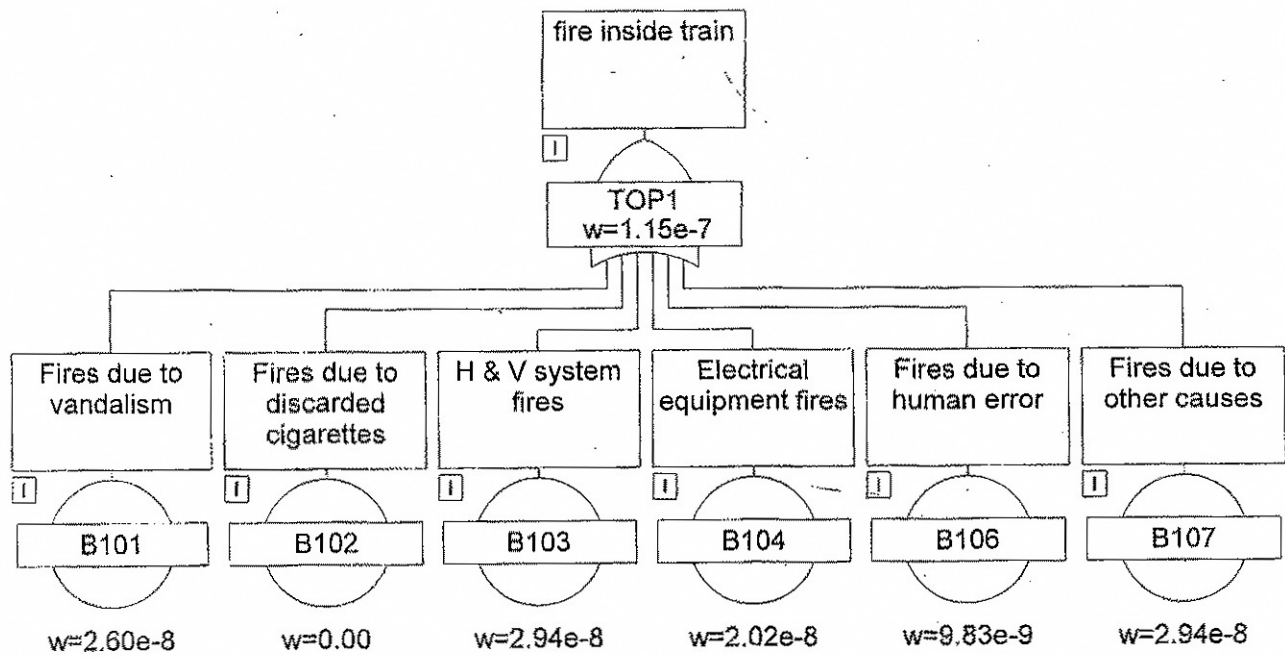 fire inside train
I
TOP1
w=1.15e-7
Fires due to
vandalism
Fires due to
discarded
cigarettes
H & V system
fires
Electrical
equipment fires
Fires due to
human error
Fires due to
other causes
I
I
I
I
I
I
B101
B102
B103
B104
B106
B107
w=2.60e-8
w=0.00
w=2.94e-8
w=2.02e-8
w=9.83e-9
w=2.94e-8